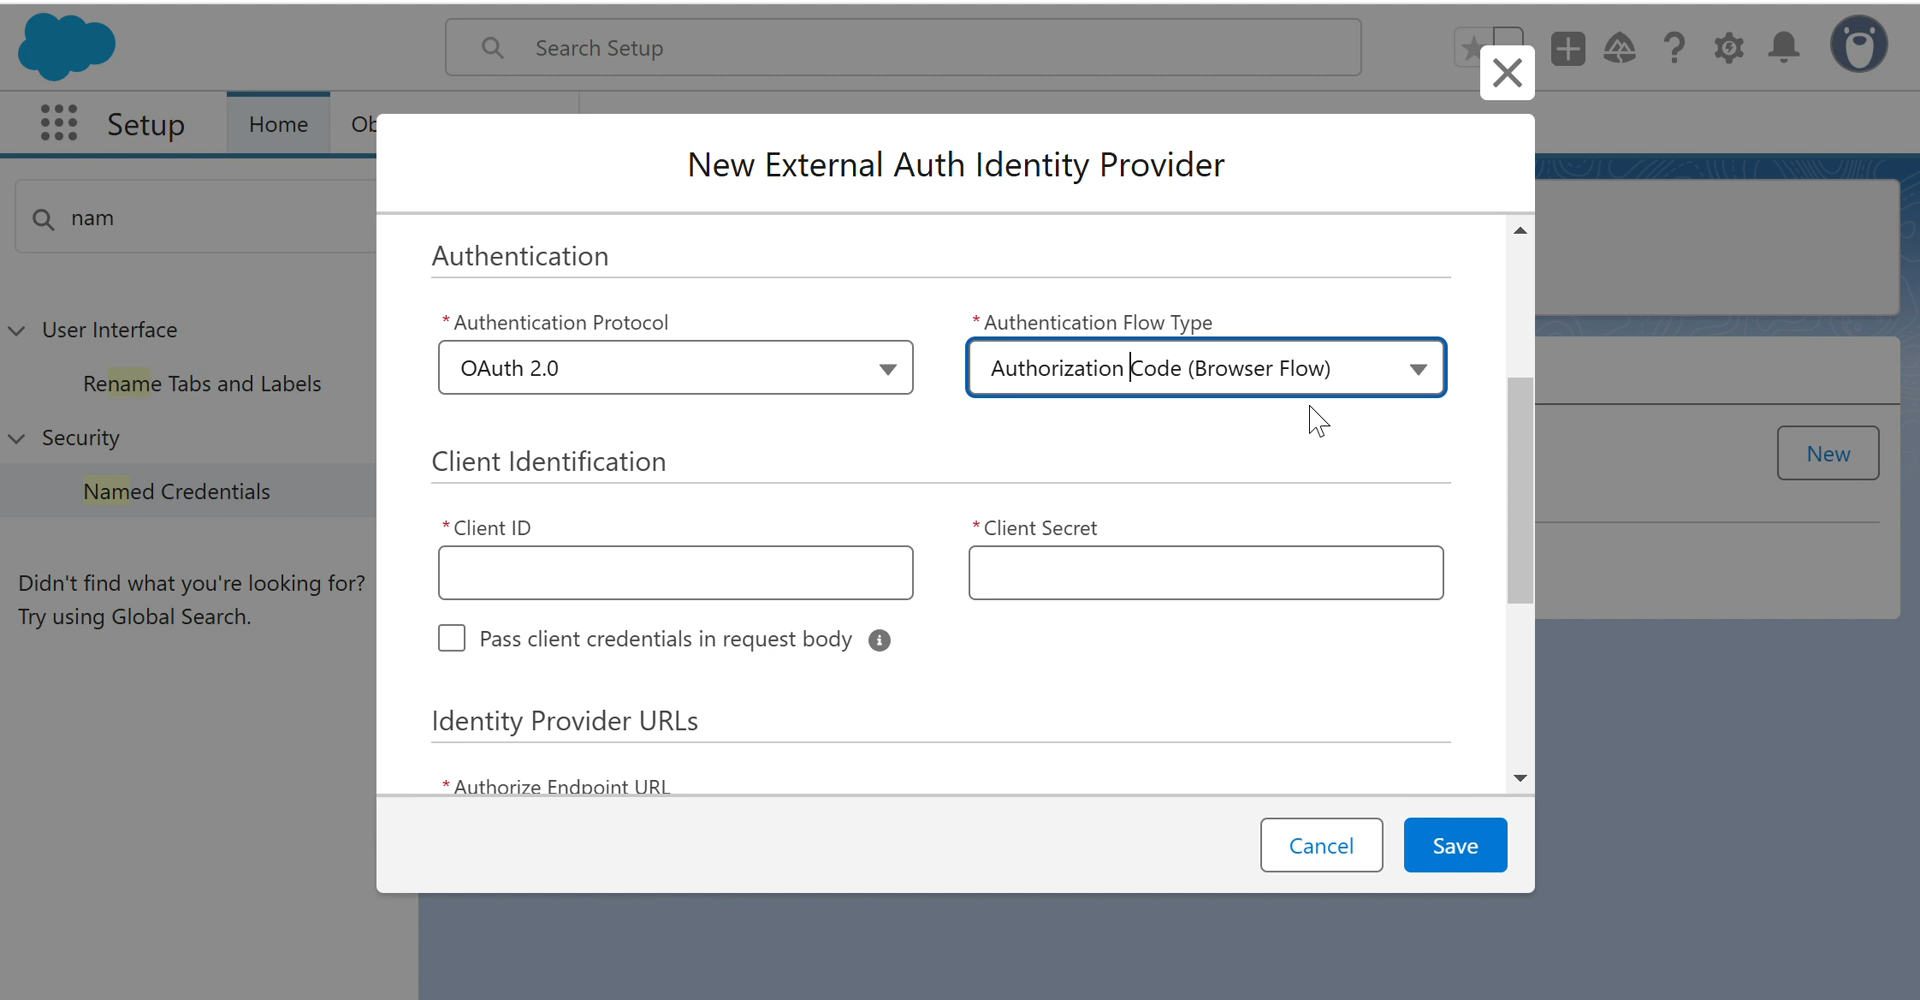 Search Setup
Setup
Home
Ob
nam
User Interface
Rename Tabs and Labels
Security
Named Credentials
Didn't find what you're looking for?
Try using Global Search.
New External Auth Identity Provider
Authentication
*Authentication Protocol
OAuth 2.0
*Authentication Flow Type
Authorization Code (Browser Flow)
Client Identification
*Client ID
*Client Secret
Pass client credentials in request body
Identity Provider URLs
*Authorize Endpoint URL
Cancel
Save
New